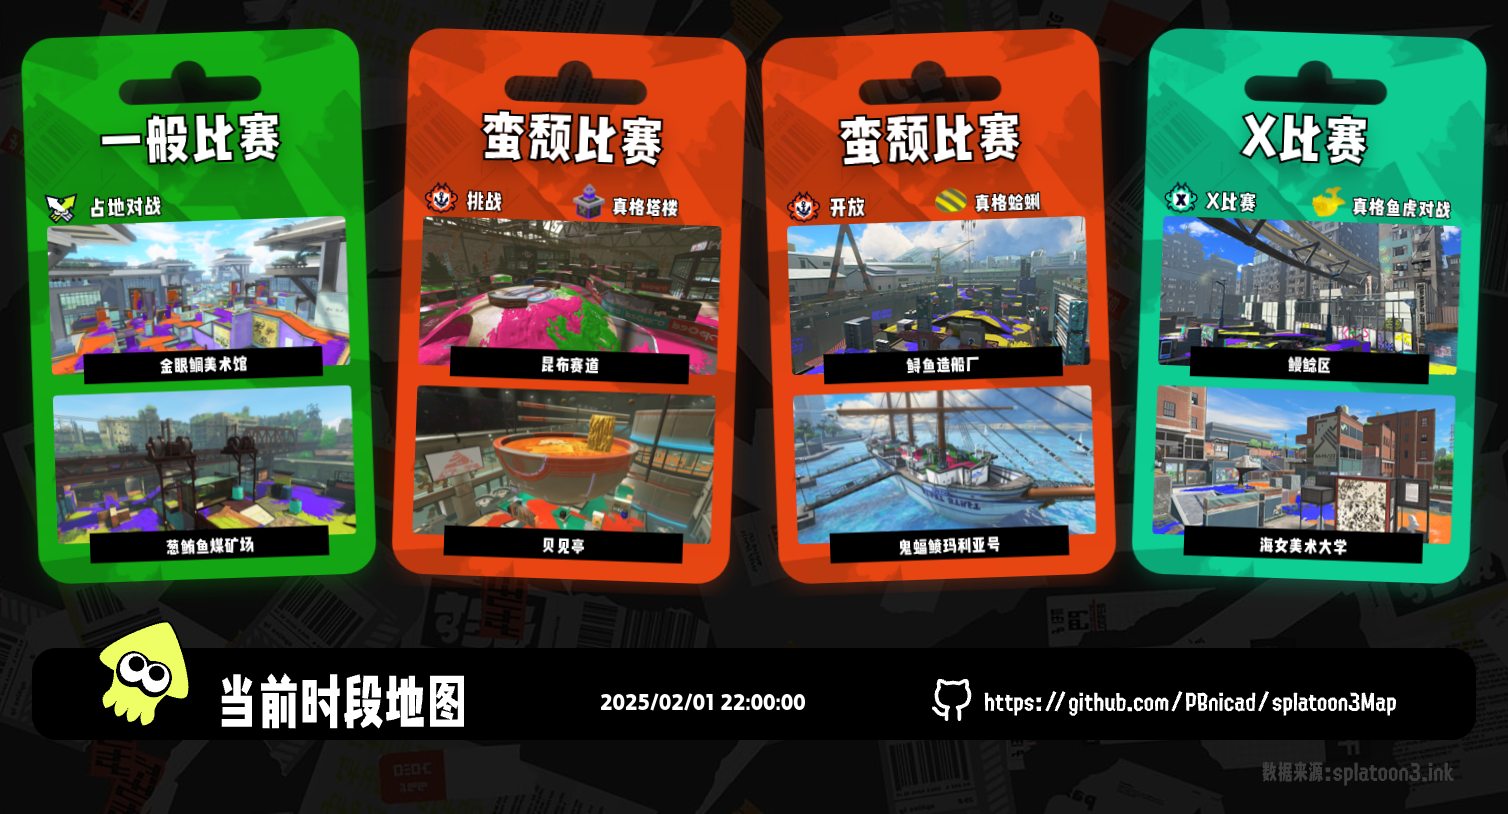 一般比赛
占地对战
金眼鲷美术馆
葱鲔鱼煤矿场
蛮颓比赛
挑战
真格塔楼
昆布赛道
贝见亭
蛮颓比赛
开放
真格蛤蜊
鲟鱼造船厂
鬼蝠鲼玛利亚号
X比赛
X比赛
真格鱼虎对战
鳗鲶区
海女美术大学
当前时段地图
2025/02/01 22:00:00
https://github.com/PBnicad/splatoon3Map
数据来源:splatoon3.ink